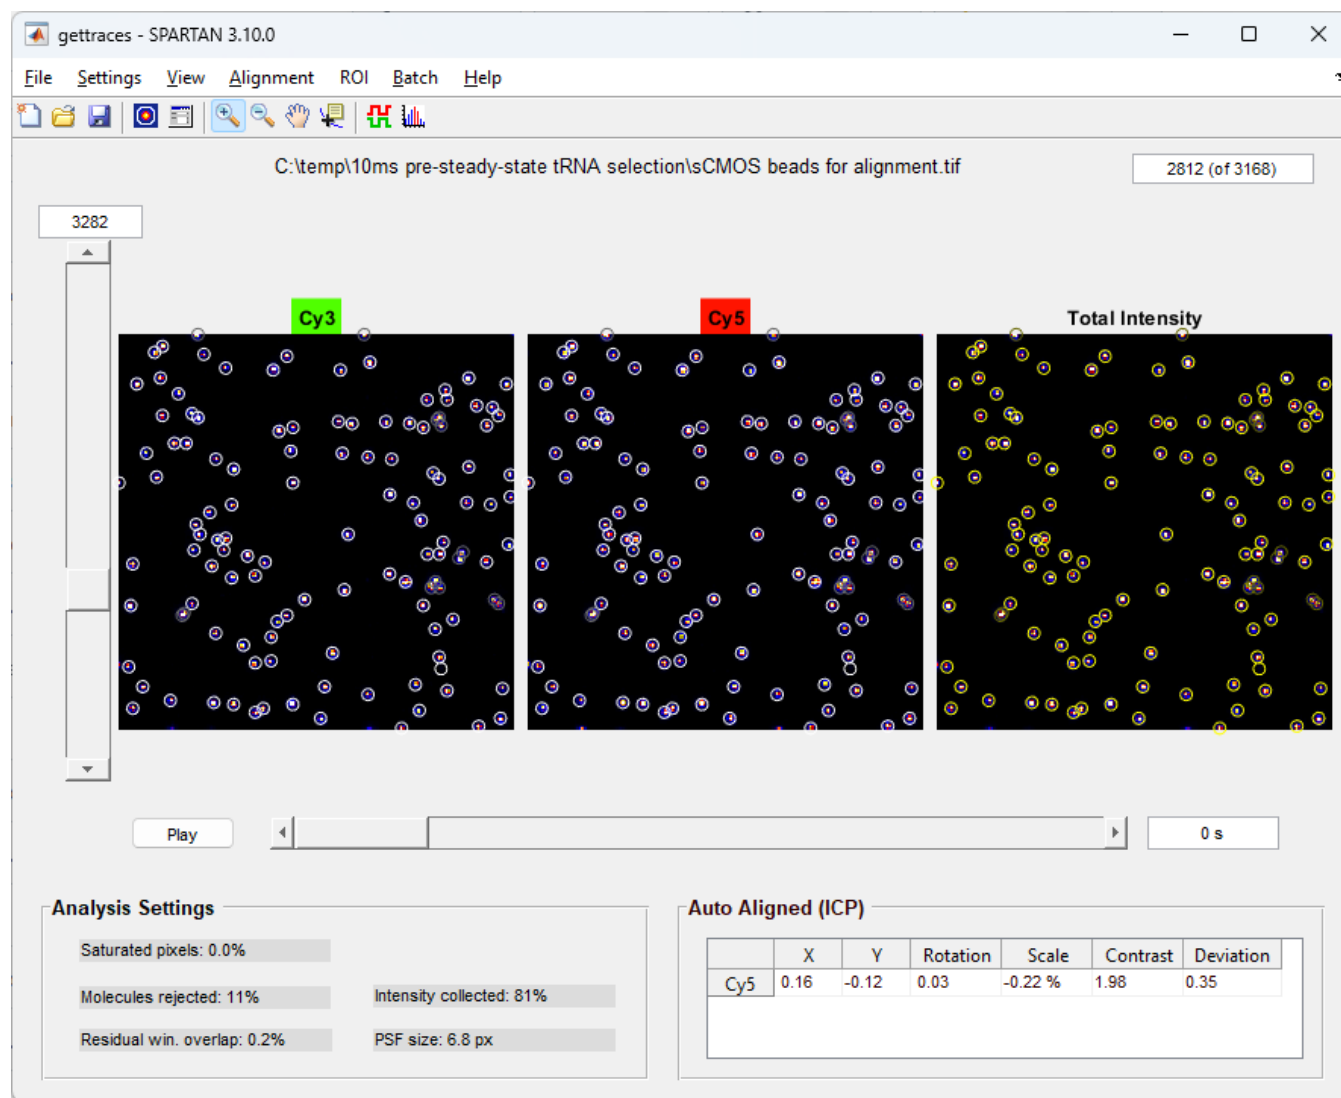 gettraces - SPARTAN 3.10.0
File Settings View Alignment ROI Batch Help
C:\temp\10ms pre-steady-state tRNA selection\sCMOS beads for alignment.tif
2812 (of 3168)
3282
Cy3 Cy5 Total Intensity
Play
0 s
Analysis Settings
Saturated pixels: 0.0%
Molecules rejected: 11% Intensity collected: 81%
Residual win. overlap: 0.2% PSF size: 6.8 px
Auto Aligned (ICP)
X Y Rotation Scale Contrast Deviation
Cy5 0.16 -0.12 0.03 -0.22 % 1.98 0.35